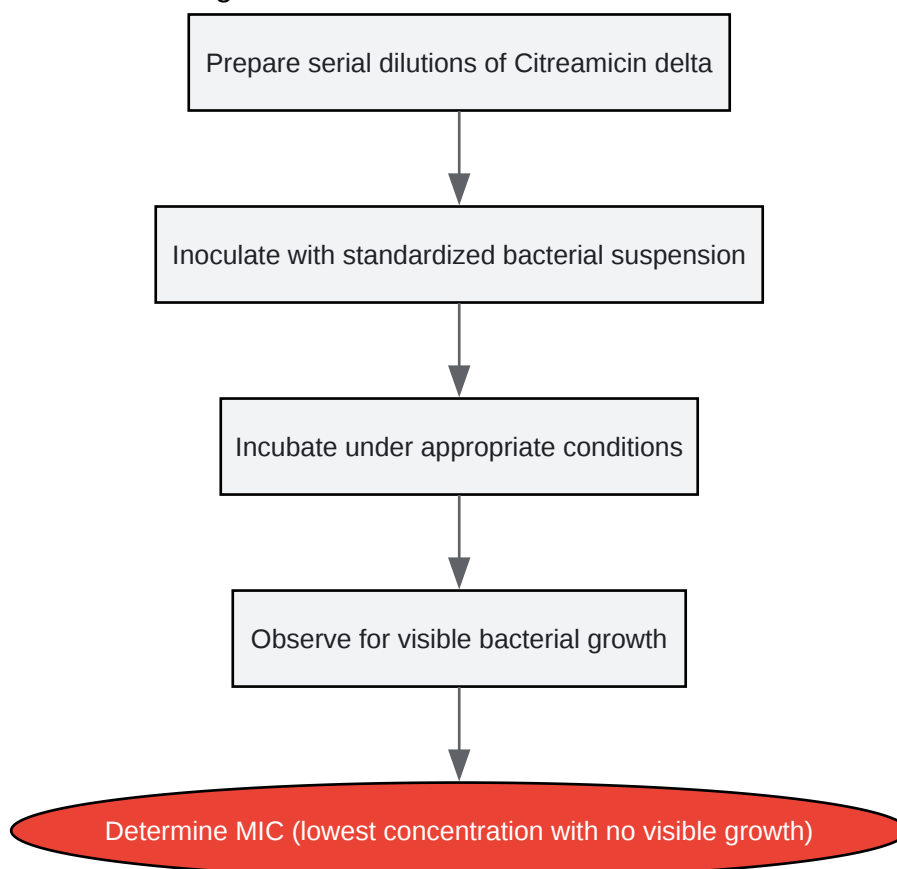 Prepare serial dilutions of Citreamicin delta
Inoculate with standardized bacterial suspension
Incubate under appropriate conditions
Observe for visible bacterial growth
Determine MIC (lowest concentration with no visible growth)